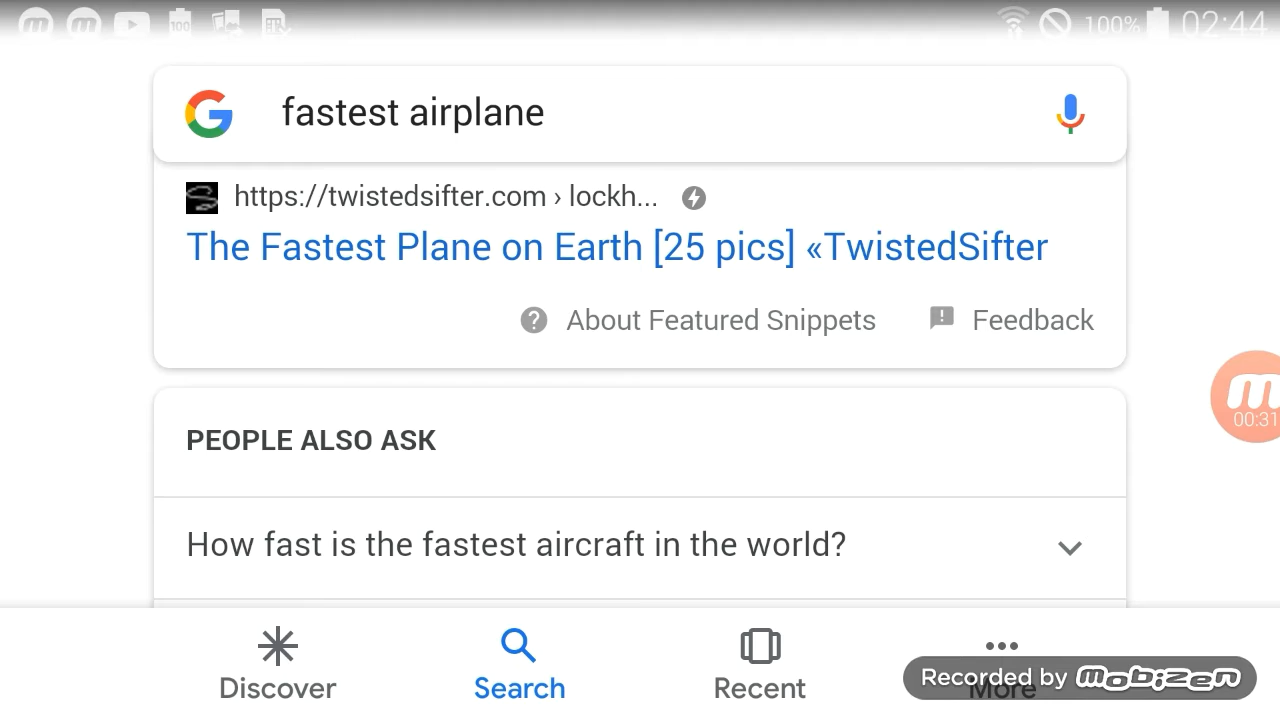 100
100% 02:44
fastest airplane
https://twistedsifter.com › lockh...
The Fastest Plane on Earth [25 pics] «TwistedSifter
About Featured Snippets Feedback
00:31
PEOPLE ALSO ASK
How fast is the fastest aircraft in the world?
Discover Search Recent More
Recorded by mobizen